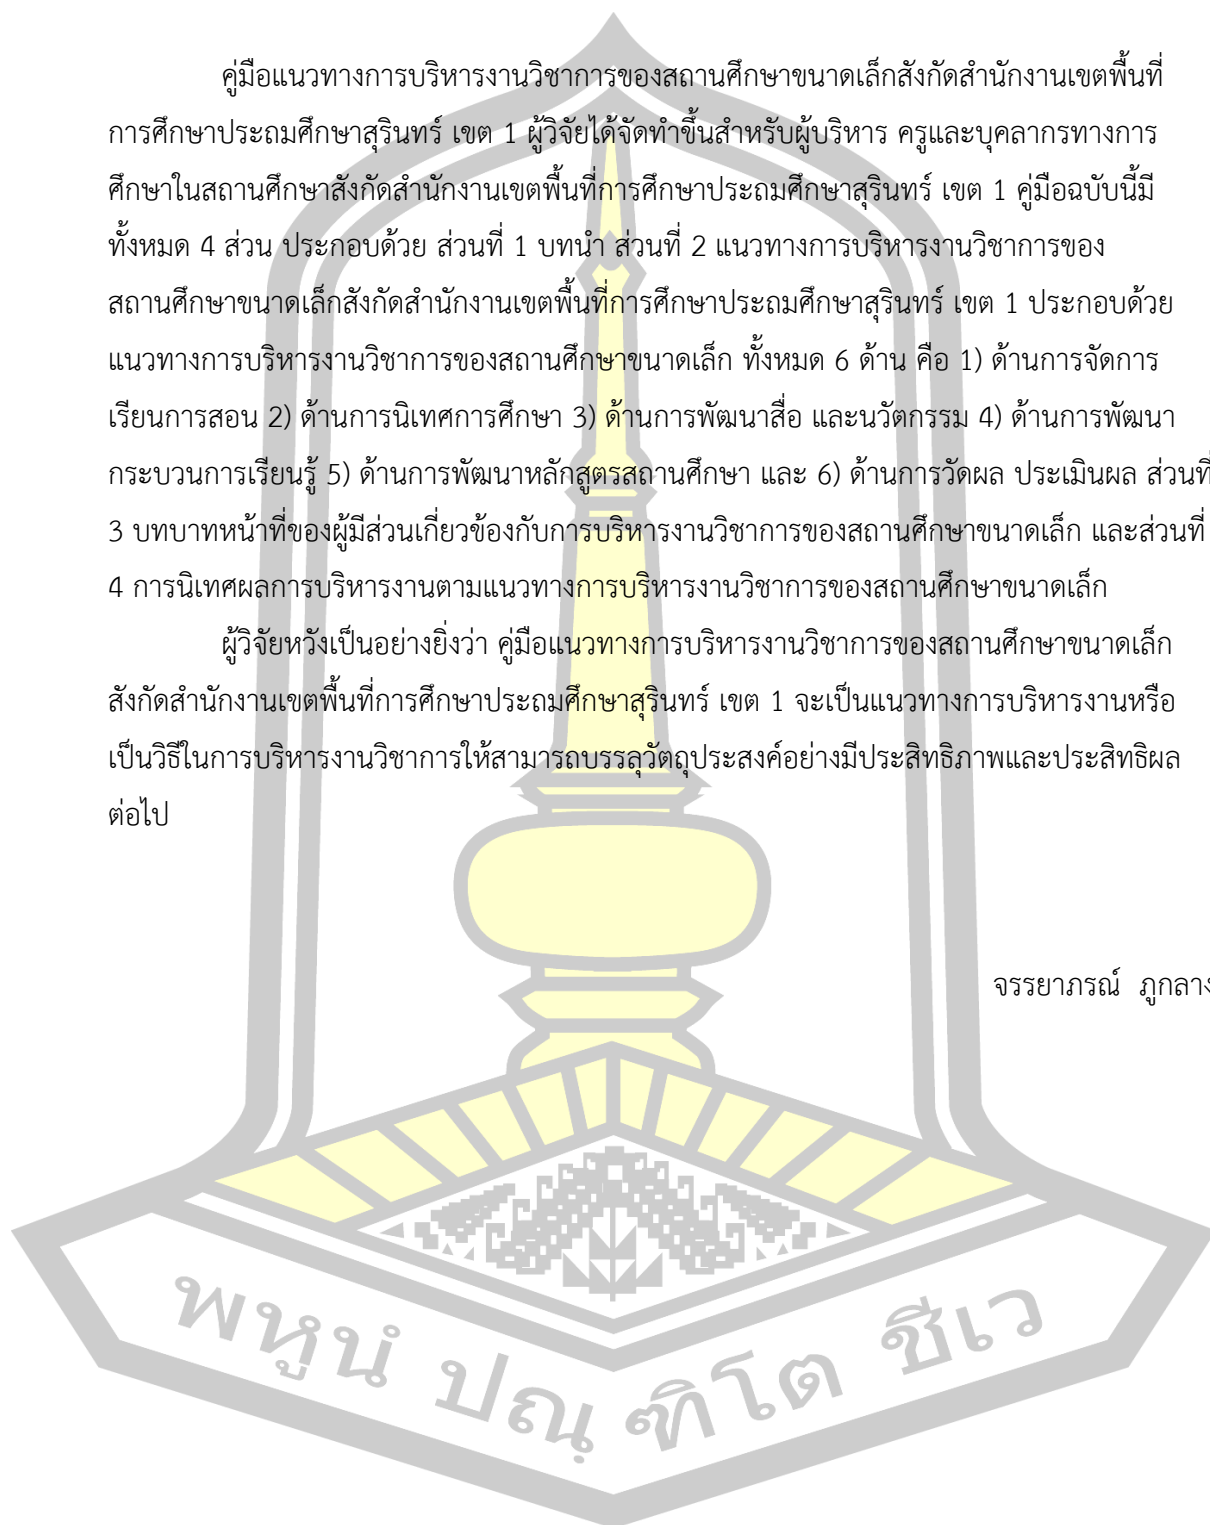 คู่มือแนวทางการบริหารงานวิชาการของสถานศึกษาขนาดเล็กสังกัดสำนักงานเขตพื้นที่
การศึกษาประถมศึกษาสุรินทร์ เขต 1 ผู้วิจัยได้จัดทำขึ้นสำหรับผู้บริหาร ครูและบุคลากรทางการ
ศึกษาในสถานศึกษาสังกัดสำนักงานเขตพื้นที่การศึกษาประถมศึกษาสุรินทร์ เขต 1 คู่มือฉบับนี้มี
ทั้งหมด 4 ส่วน ประกอบด้วย ส่วนที่ 1 บทนำ ส่วนที่ 2 แนวทางการบริหารงานวิชาการของ
สถานศึกษาขนาดเล็กสังกัดสำนักงานเขตพื้นที่การศึกษาประถมศึกษาสุรินทร์ เขต 1 ประกอบด้วย
แนวทางการบริหารงานวิชาการของสถานศึกษาขนาดเล็ก ทั้งหมด 6 ด้าน คือ 1) ด้านการจัดการ
เรียนการสอน 2) ด้านการนิเทศการศึกษา 3) ด้านการพัฒนาสื่อ และนวัตกรรม 4) ด้านการพัฒนา
กระบวนการเรียนรู้ 5) ด้านการพัฒนาหลักสูตรสถานศึกษา และ 6) ด้านการวัดผล ประเมินผล ส่วนที่
3 บทบาทหน้าที่ของผู้มีส่วนเกี่ยวข้องกับการบริหารงานวิชาการของสถานศึกษาขนาดเล็ก และส่วนที่
4 การนิเทศผลการบริหารงานตามแนวทางการบริหารงานวิชาการของสถานศึกษาขนาดเล็ก
ผู้วิจัยหวังเป็นอย่างยิ่งว่า คู่มือแนวทางการบริหารงานวิชาการของสถานศึกษาขนาดเล็ก
สังกัดสำนักงานเขตพื้นที่การศึกษาประถมศึกษาสุรินทร์ เขต 1 จะเป็นแนวทางการบริหารงานหรือ
เป็นวิธีในการบริหารงานวิชาการให้สามารถบรรลุวัตถุประสงค์อย่างมีประสิทธิภาพและประสิทธิผล
ต่อไป
จรรยาภรณ์ ภูกลาง
พหูนํ ปณฺฑิโต ชีเว